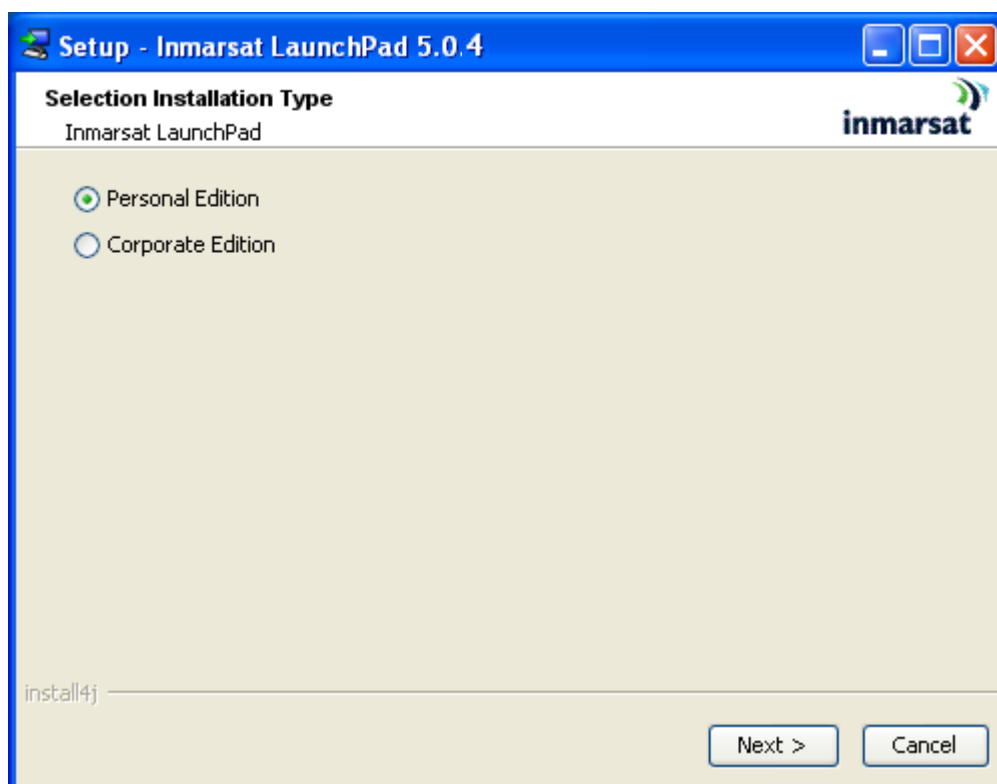 Setup - Inmarsat LaunchPad 5.0.4
Selection Installation Type
Inmarsat LaunchPad
inmarsat
Personal Edition
Corporate Edition
install4j
Next >
Cancel